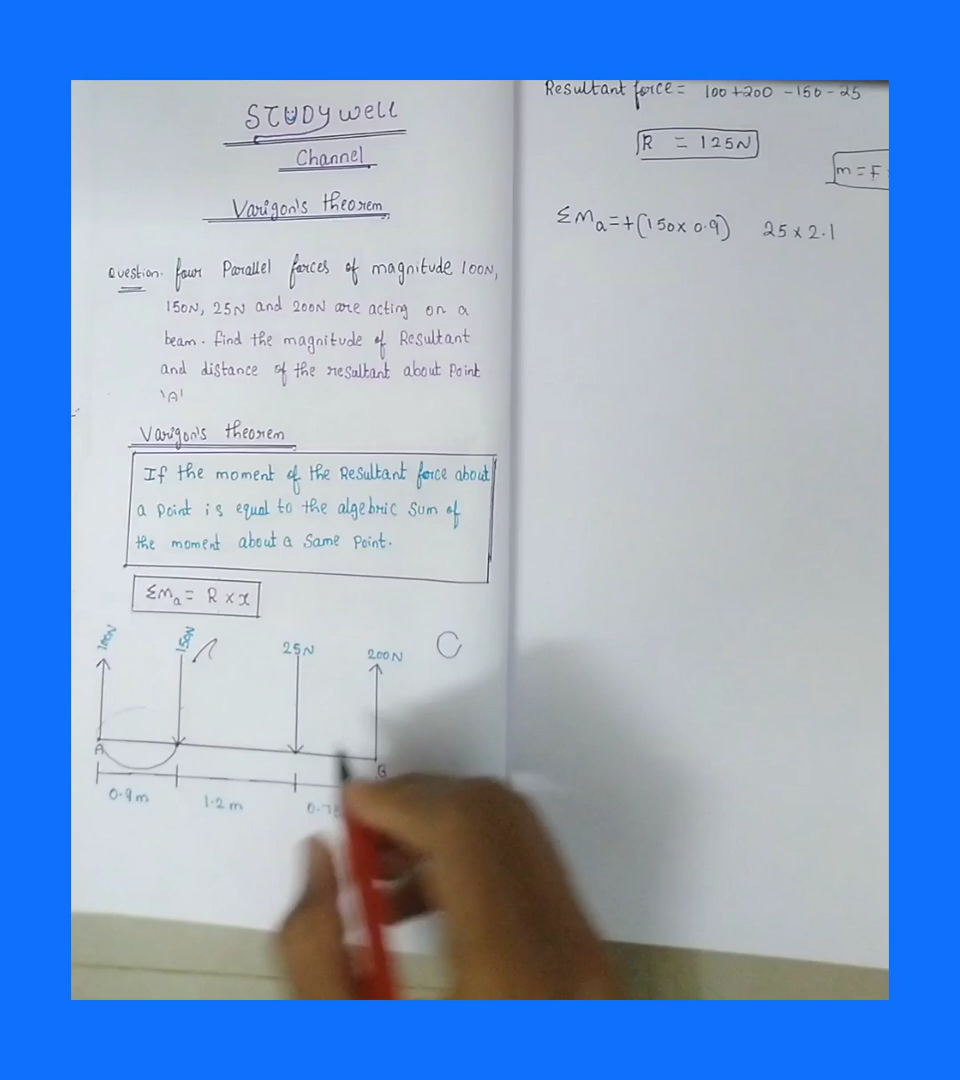 STUDY well
Channel
Varigon's theorem
Question. four Parallel forces of magnitude 100N,
150N, 25N and 200N are acting on a
beam. find the magnitude of Resultant
and distance of the resultant about Point
'A'
Varigon's theorem
If the moment of the Resultant force about
a Point is equal to the algebric sum of
the moment about a Same Point.
ΣMa = R × x
100N 150N 25N 200N
A B
0.9m 1.2m
Resultant force = 100 + 200 - 150 - 25
R = 125N
m = F
ΣMa = +(150 × 0.9) 25 × 2.1